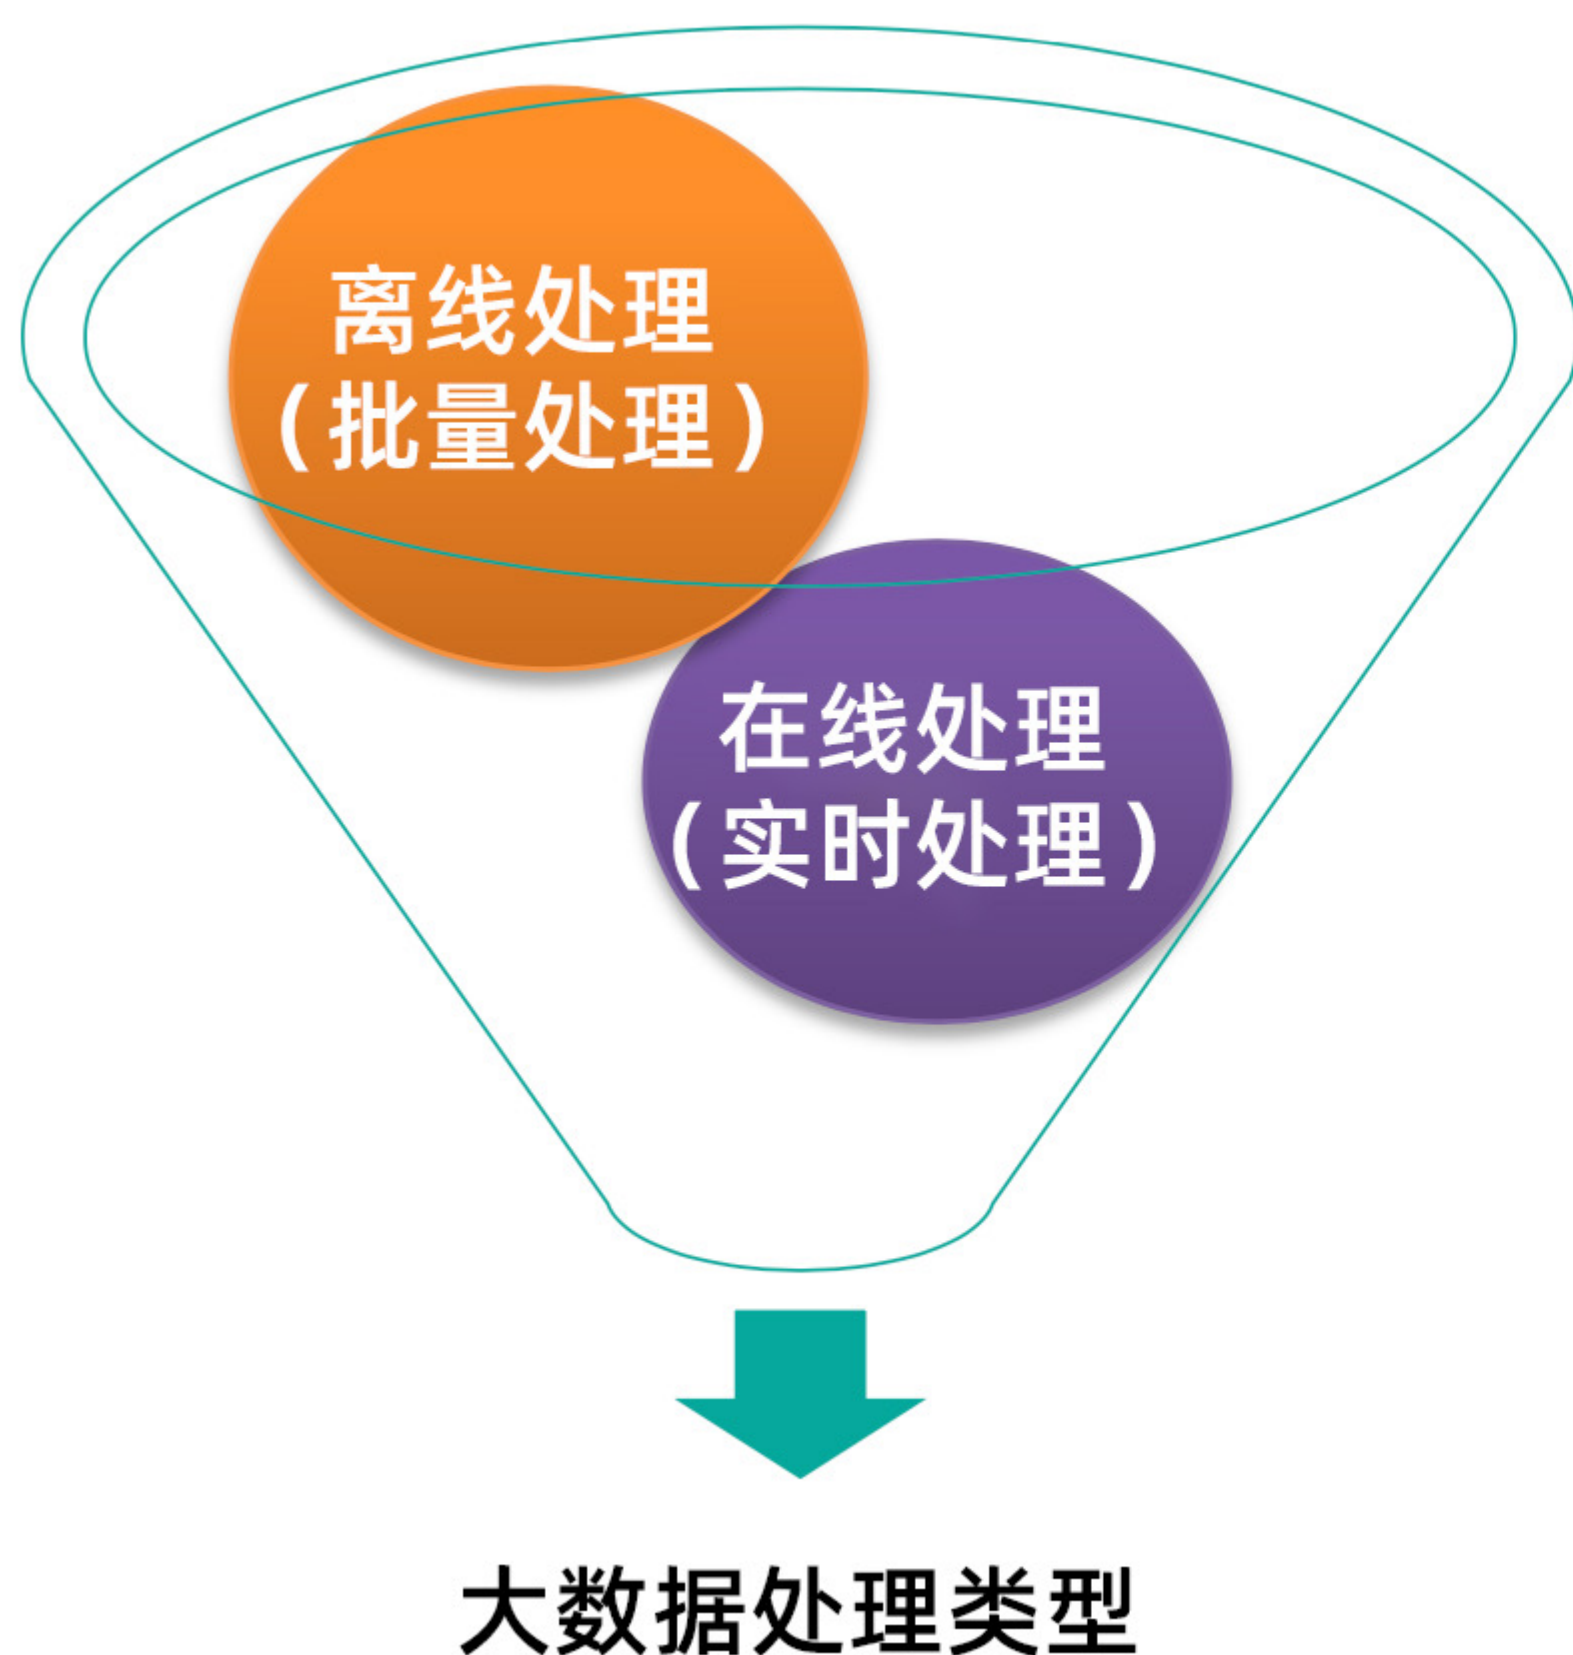 离线处理
（批量处理）
在线处理
（实时处理）
大数据处理类型